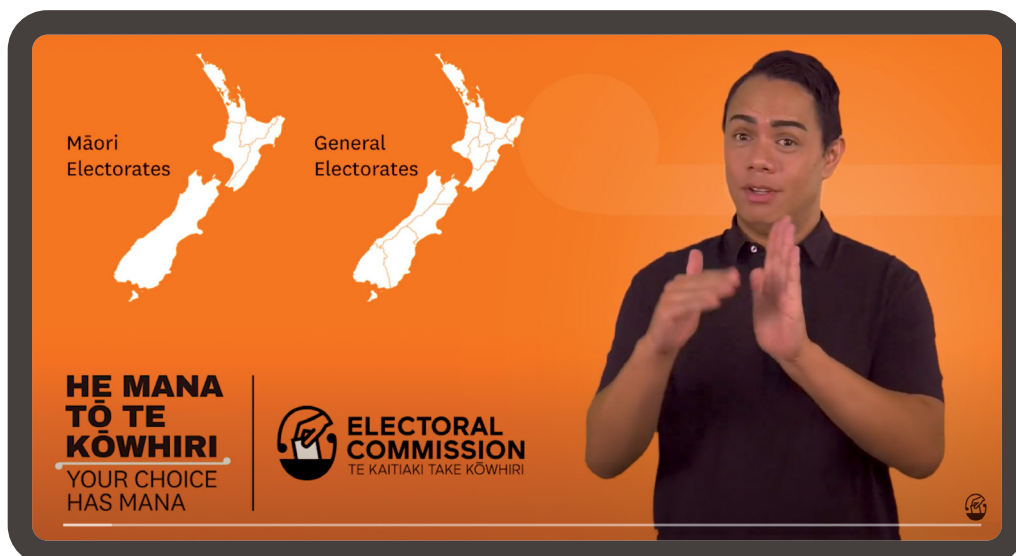 Māori
Electorates
General
Electorates
HE MANA
TŌ TE
KŌWHIRI
YOUR CHOICE
HAS MANA
ELECTORAL
COMMISSION
TE KAITIAKI TAKE KŌWHIRI